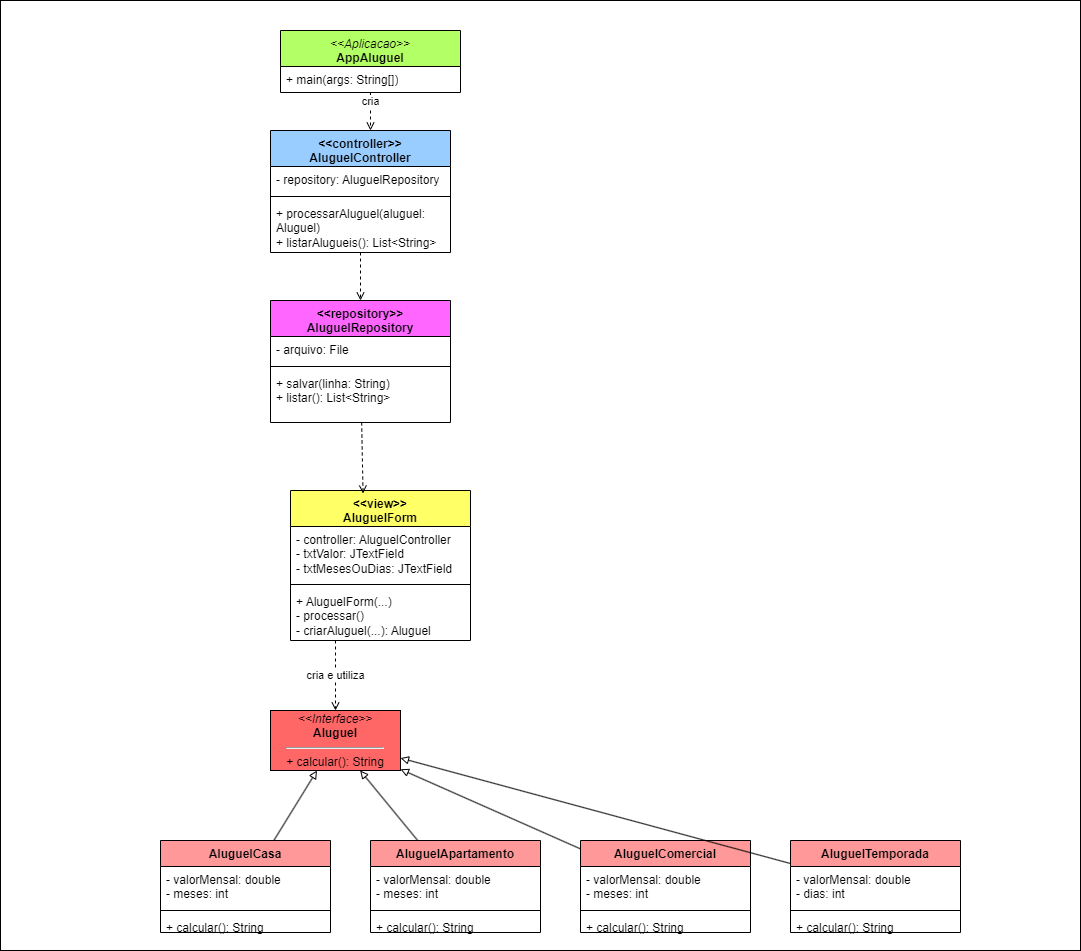 <<Aplicacao>>
AppAluguel
+ main(args: String[])
cria
<<controller>>
AluguelController
- repository: AluguelRepository
+ processarAluguel(aluguel:
Aluguel)
+ listarAlugueis(): List<String>
<<repository>>
AluguelRepository
- arquivo: File
+ salvar(linha: String)
+ listar(): List<String>
<<view>>
AluguelForm
- controller: AluguelController
- txtValor: JTextField
- txtMesesOuDias: JTextField
+ AluguelForm(...)
- processar()
- criarAluguel(...): Aluguel
cria e utiliza
<<Interface>>
Aluguel
+ calcular(): String
AluguelCasa
- valorMensal: double
- meses: int
+ calcular(): String
AluguelApartamento
- valorMensal: double
- meses: int
+ calcular(): String
AluguelComercial
- valorMensal: double
- meses: int
+ calcular(): String
AluguelTemporada
- valorMensal: double
- dias: int
+ calcular(): String